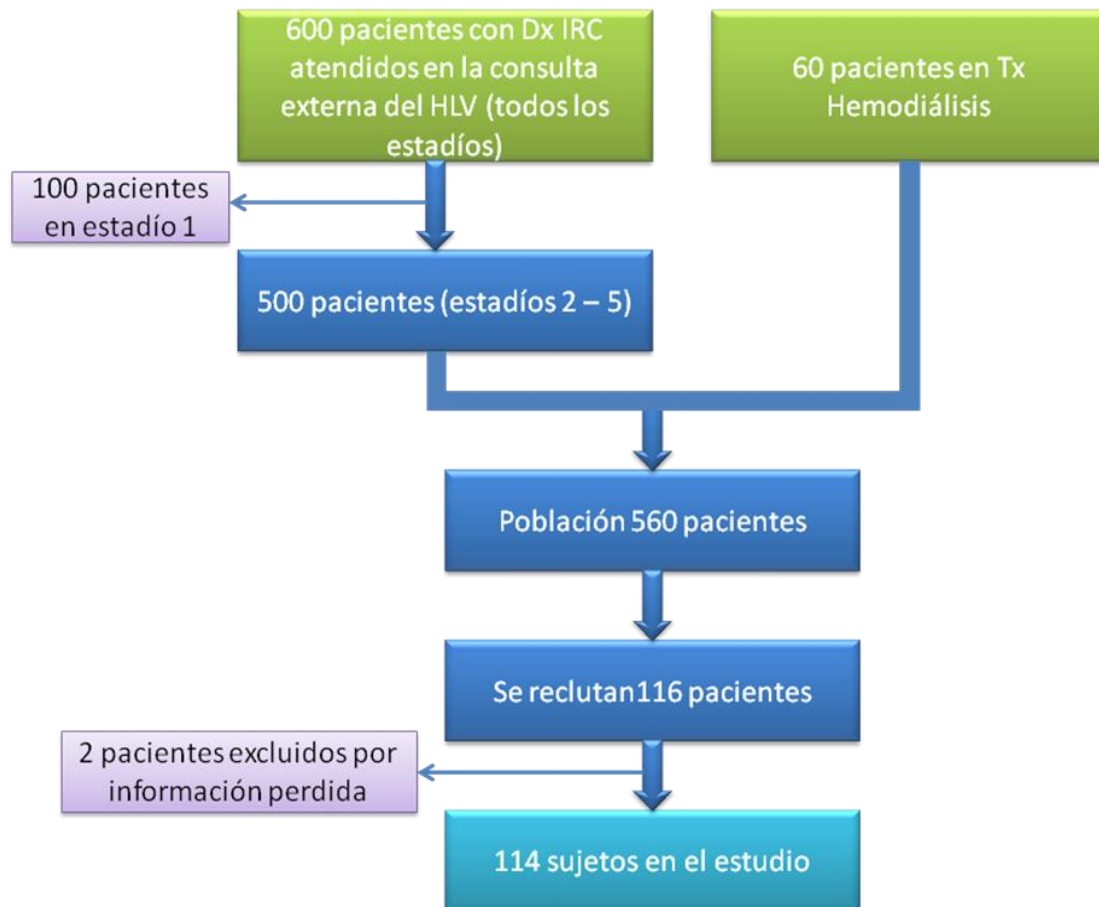 600 pacientes con Dx IRC
atendidos en la consulta
externa del HLV (todos los
estadíos)
60 pacientes en Tx
Hemodiálisis
100 pacientes
en estadío 1
500 pacientes (estadíos 2 – 5)
Población 560 pacientes
Se reclutan 116 pacientes
2 pacientes excluidos por
información perdida
114 sujetos en el estudio